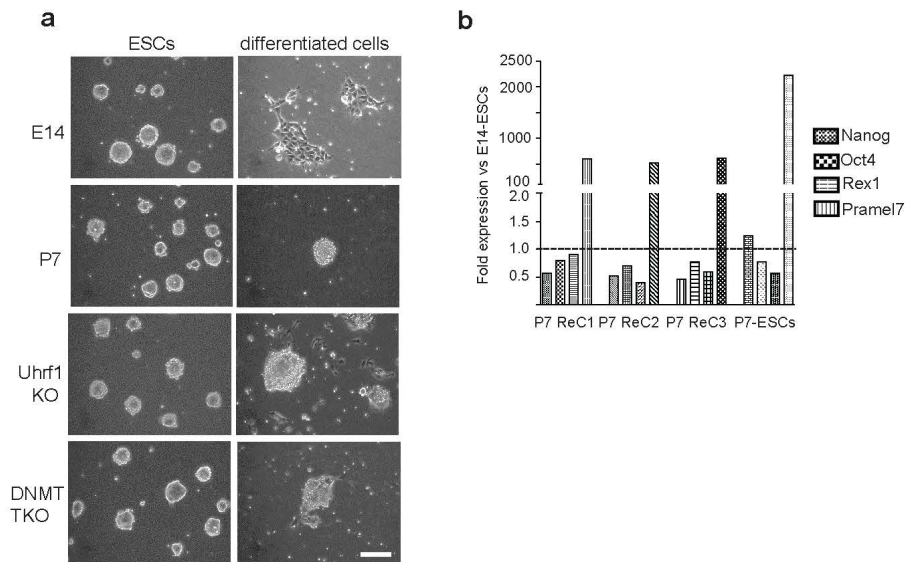 a
ESCs differentiated cells
E14
P7
Uhrf1
KO
DNMT
TKO
b
Fold expression vs E14-ESCs
2500
2000
1000
100
2.0
1.5
1.0
0.5
P7 ReC1 P7 ReC2 P7 ReC3 P7-ESCs
Nanog
Oct4
Rex1
Pramel7